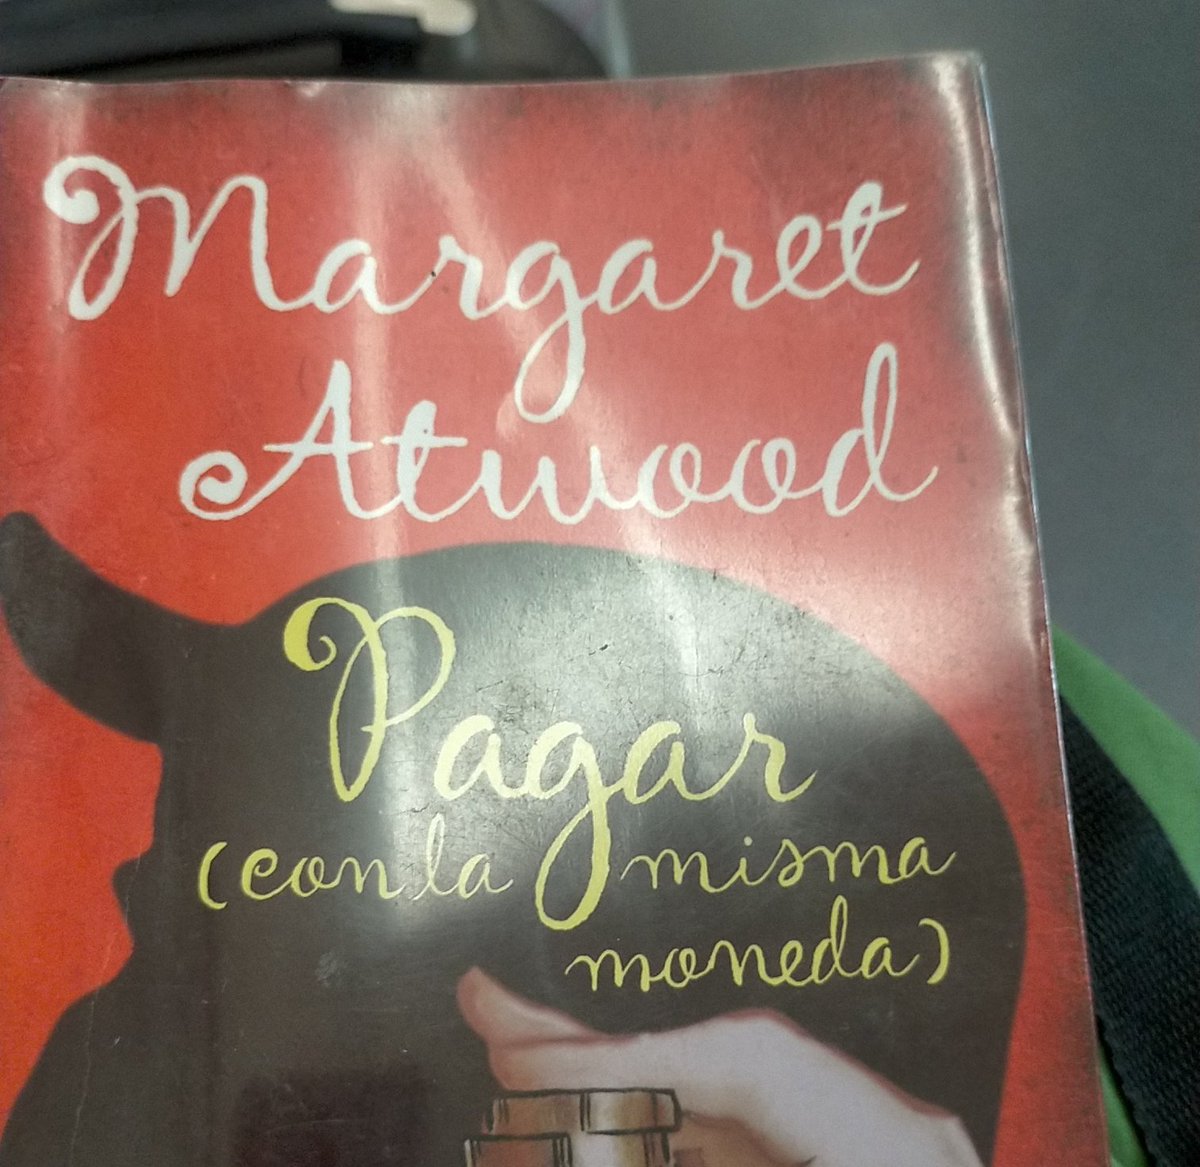 Margaret
Atwood
Pagar
(con la misma
moneda)